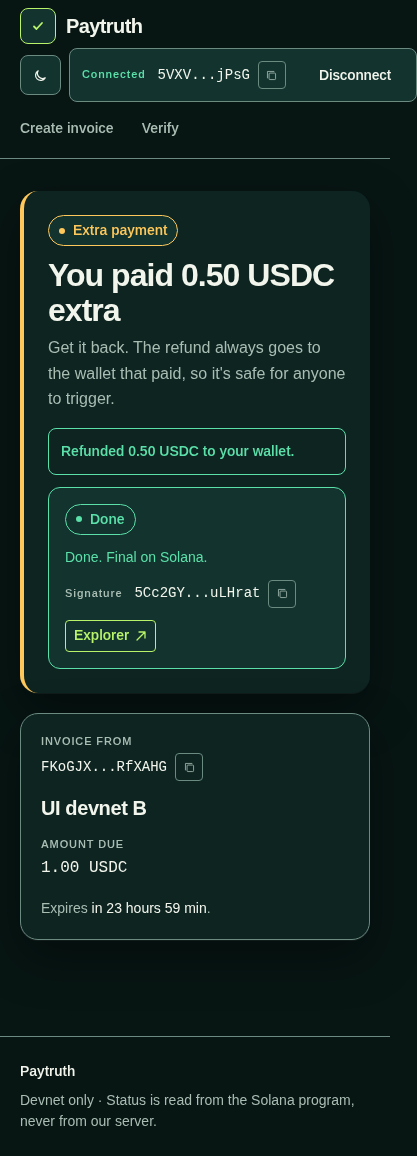 Paytruth
Connected 5VXV...jPsG Disconnect
Create invoice Verify
Extra payment
You paid 0.50 USDC
extra
Get it back. The refund always goes to
the wallet that paid, so it's safe for anyone
to trigger.
Refunded 0.50 USDC to your wallet.
Done
Done. Final on Solana.
Signature 5Cc2GY...uLHrat
Explorer
INVOICE FROM
FKoGJX...RfXAHG
UI devnet B
AMOUNT DUE
1.00 USDC
Expires in 23 hours 59 min.
Paytruth
Devnet only · Status is read from the Solana program,
never from our server.